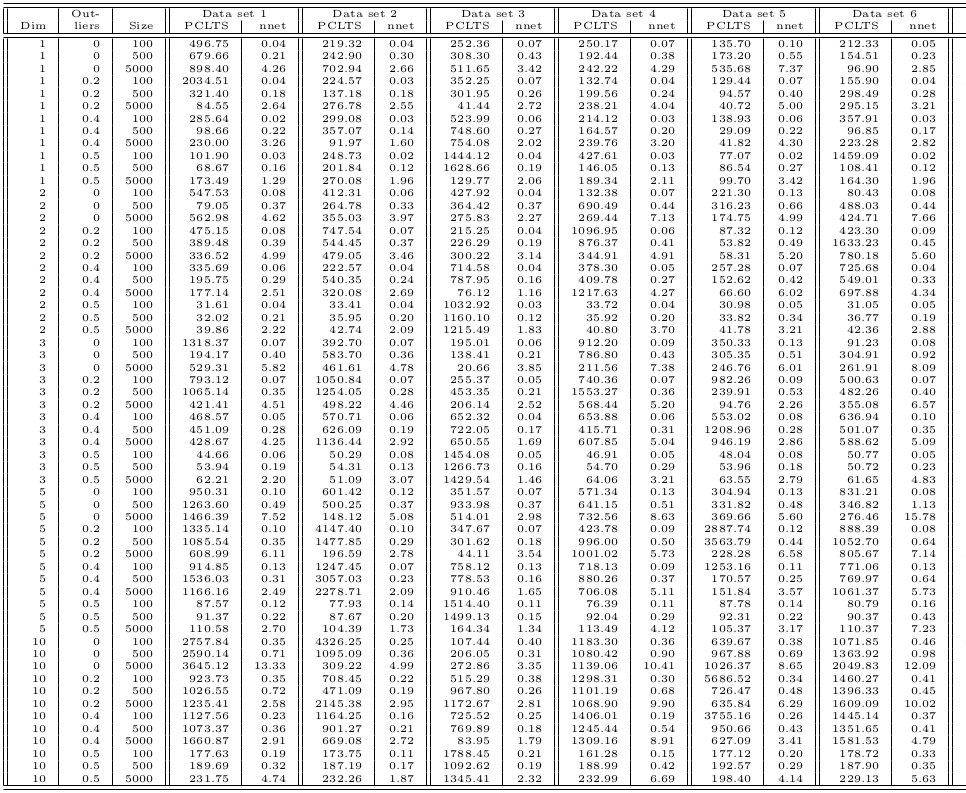 Out- Data set 1 Data set 2 Data set 3 Data set 4 Data set 5 Data set 6
Dim liers Size PCLTS nnet PCLTS nnet PCLTS nnet PCLTS nnet PCLTS nnet PCLTS nnet
1 0 100 496.75 0.04 219.32 0.04 252.36 0.07 250.17 0.07 135.70 0.10 212.33 0.05
1 0 500 679.66 0.21 242.90 0.30 308.30 0.43 192.44 0.38 173.20 0.55 154.51 0.23
1 0 5000 898.40 4.26 702.94 2.66 511.65 3.42 242.22 4.29 535.68 7.37 96.90 2.85
1 0.2 100 2034.51 0.04 224.57 0.03 352.25 0.07 132.74 0.04 129.44 0.07 155.90 0.04
1 0.2 500 321.40 0.18 137.18 0.18 301.95 0.26 199.56 0.24 94.57 0.40 298.49 0.28
1 0.2 5000 84.55 2.64 276.78 2.55 41.44 2.72 238.21 4.04 40.72 5.00 295.15 3.21
1 0.4 100 285.64 0.02 299.08 0.03 523.99 0.06 214.12 0.03 138.93 0.06 357.91 0.03
1 0.4 500 98.66 0.22 357.07 0.14 748.60 0.27 164.57 0.20 29.09 0.22 96.85 0.17
1 0.4 5000 230.00 3.26 91.97 1.60 754.08 2.02 239.76 3.20 41.82 4.30 223.28 2.82
1 0.5 100 101.90 0.03 248.73 0.02 1444.12 0.04 427.61 0.03 77.07 0.02 1459.09 0.02
1 0.5 500 68.67 0.16 201.84 0.12 1628.66 0.19 146.05 0.13 86.54 0.27 108.41 0.12
1 0.5 5000 173.49 1.29 270.08 1.96 129.77 2.06 189.34 2.11 99.70 3.42 164.30 1.96
2 0 100 547.53 0.08 412.31 0.06 427.92 0.04 132.38 0.07 221.30 0.13 80.43 0.08
2 0 500 79.05 0.37 264.78 0.33 364.42 0.37 690.49 0.44 316.23 0.66 488.03 0.44
2 0 5000 562.98 4.62 355.03 3.97 275.83 2.27 269.44 7.13 174.75 4.99 424.71 7.66
2 0.2 100 475.15 0.08 747.54 0.07 215.25 0.04 1096.95 0.06 87.32 0.12 423.30 0.09
2 0.2 500 389.48 0.39 544.45 0.37 226.29 0.19 876.37 0.41 53.82 0.49 1633.23 0.45
2 0.2 5000 336.52 4.99 479.05 3.46 300.22 3.14 344.91 4.91 58.31 5.20 780.18 5.60
2 0.4 100 335.69 0.06 222.57 0.04 714.58 0.04 378.30 0.05 257.28 0.07 725.68 0.04
2 0.4 500 195.75 0.29 540.35 0.24 787.95 0.16 409.78 0.27 152.62 0.42 549.01 0.33
2 0.4 5000 177.14 2.51 320.08 2.69 76.12 1.16 1217.63 4.27 66.60 6.02 697.88 4.34
2 0.5 100 31.61 0.04 33.41 0.04 1032.92 0.03 33.72 0.04 30.98 0.05 31.05 0.05
2 0.5 500 32.02 0.21 35.95 0.20 1160.10 0.12 35.92 0.20 33.82 0.34 36.77 0.19
2 0.5 5000 39.86 2.22 42.74 2.09 1215.49 1.83 40.80 3.70 41.78 3.21 42.36 2.88
3 0 100 1318.37 0.07 392.70 0.07 195.01 0.06 912.20 0.09 350.33 0.13 91.23 0.08
3 0 500 194.17 0.40 583.70 0.36 138.41 0.21 786.80 0.43 305.35 0.51 304.91 0.92
3 0 5000 529.31 5.82 461.61 4.78 20.66 3.85 211.56 7.38 246.76 6.01 261.91 8.09
3 0.2 100 793.12 0.07 1050.84 0.07 255.37 0.05 740.36 0.07 982.26 0.09 500.63 0.07
3 0.2 500 1065.14 0.35 1254.05 0.28 453.35 0.21 1553.27 0.36 239.91 0.53 482.26 0.40
3 0.2 5000 421.41 4.51 498.22 4.46 206.14 2.52 568.44 5.20 94.76 2.26 355.08 6.57
3 0.4 100 468.57 0.05 570.71 0.06 652.32 0.04 653.88 0.06 553.02 0.08 636.94 0.10
3 0.4 500 451.09 0.28 626.09 0.19 722.05 0.17 415.71 0.31 1208.96 0.28 501.07 0.35
3 0.4 5000 428.67 4.25 1136.44 2.92 650.55 1.69 607.85 5.04 946.19 2.86 588.62 5.09
3 0.5 100 44.66 0.06 50.29 0.08 1454.08 0.05 46.91 0.05 48.04 0.08 50.77 0.05
3 0.5 500 53.94 0.19 54.31 0.13 1266.73 0.16 54.70 0.29 53.96 0.18 50.72 0.23
3 0.5 5000 62.21 2.20 51.09 3.07 1429.54 1.46 64.06 3.21 63.55 2.79 61.65 4.83
5 0 100 950.31 0.10 601.42 0.12 351.57 0.07 571.34 0.13 304.94 0.13 831.21 0.08
5 0 500 1263.60 0.49 500.25 0.37 933.98 0.37 641.15 0.51 331.82 0.48 346.82 1.13
5 0 5000 1466.39 7.52 148.12 5.08 514.01 2.98 732.56 8.63 369.66 5.60 276.46 15.78
5 0.2 100 1335.14 0.10 4147.40 0.10 347.67 0.07 423.78 0.09 2887.74 0.12 888.39 0.08
5 0.2 500 1085.54 0.35 1477.85 0.29 301.62 0.18 996.00 0.50 3563.79 0.44 1052.70 0.64
5 0.2 5000 608.99 6.11 196.59 2.78 44.11 3.54 1001.02 5.73 228.28 6.58 805.67 7.14
5 0.4 100 914.85 0.13 1247.45 0.07 758.12 0.13 718.13 0.09 1253.16 0.11 771.06 0.13
5 0.4 500 1536.03 0.31 3057.03 0.23 778.53 0.16 880.26 0.37 170.57 0.25 769.97 0.64
5 0.4 5000 1166.16 2.49 2278.71 2.09 910.46 1.65 706.08 5.11 151.84 3.57 1061.37 5.73
5 0.5 100 87.57 0.12 77.93 0.14 1514.40 0.11 76.39 0.11 87.78 0.14 80.79 0.16
5 0.5 500 91.37 0.22 87.67 0.20 1499.13 0.15 92.04 0.29 92.31 0.22 90.37 0.43
5 0.5 5000 110.58 2.70 104.39 1.73 164.34 1.34 113.49 4.12 105.37 3.17 110.37 7.23
10 0 100 2757.84 0.35 4326.25 0.25 107.44 0.40 1183.30 0.36 639.67 0.38 1071.85 0.46
10 0 500 2590.14 0.71 1095.09 0.36 206.05 0.31 1080.42 0.90 967.88 0.69 1363.92 0.98
10 0 5000 3645.12 13.33 309.22 4.99 272.86 3.35 1139.06 10.41 1026.37 8.65 2049.83 12.09
10 0.2 100 923.73 0.35 708.45 0.22 515.29 0.38 1298.31 0.30 5686.52 0.34 1460.27 0.41
10 0.2 500 1026.55 0.72 471.09 0.19 967.80 0.26 1101.19 0.68 726.47 0.48 1396.33 0.45
10 0.2 5000 1235.41 2.58 2145.38 2.95 1172.67 2.81 1068.90 9.90 635.84 6.29 1609.09 10.02
10 0.4 100 1127.56 0.23 1164.25 0.16 725.52 0.25 1406.01 0.19 3755.16 0.26 1445.14 0.37
10 0.4 500 1073.37 0.36 901.27 0.21 769.89 0.18 1245.44 0.54 950.66 0.43 1351.65 0.41
10 0.4 5000 1660.87 2.91 669.08 2.72 83.95 1.79 1309.16 8.91 627.09 3.41 1581.53 4.79
10 0.5 100 177.63 0.19 173.75 0.11 1788.45 0.21 161.28 0.15 177.12 0.20 178.72 0.33
10 0.5 500 189.69 0.32 187.19 0.17 1092.62 0.19 188.99 0.42 192.57 0.29 187.90 0.35
10 0.5 5000 231.75 4.74 232.26 1.87 1345.41 2.32 232.99 6.69 198.40 4.14 229.13 5.63